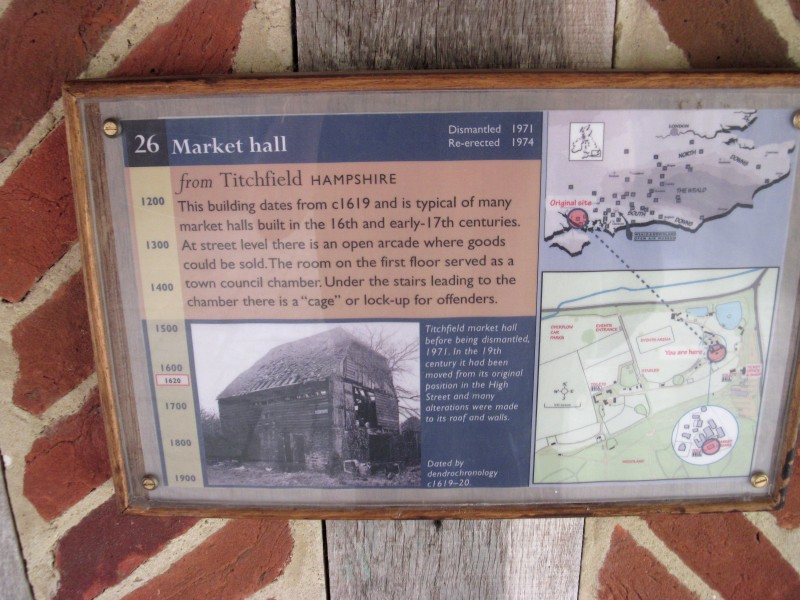 26 Market hall
Dismantled 1971
Re-erected 1974
from Titchfield HAMPSHIRE
This building dates from c1619 and is typical of many
market halls built in the 16th and early-17th centuries.
At street level there is an open arcade where goods
could be sold. The room on the first floor served as a
town council chamber. Under the stairs leading to the
chamber there is a "cage" or lock-up for offenders.
1200
1300
1400
1500
1600
1620
1700
1800
1900
Titchfield market hall
before being dismantled,
1971. In the 19th
century it had been
moved from its original
position in the High
Street and many
alterations were made
to its roof and walls.
Dated by
dendrochronology
c1619–20.
NORTH DOWNS
THE WEALD
SOUTH DOWNS
Original site
You are here